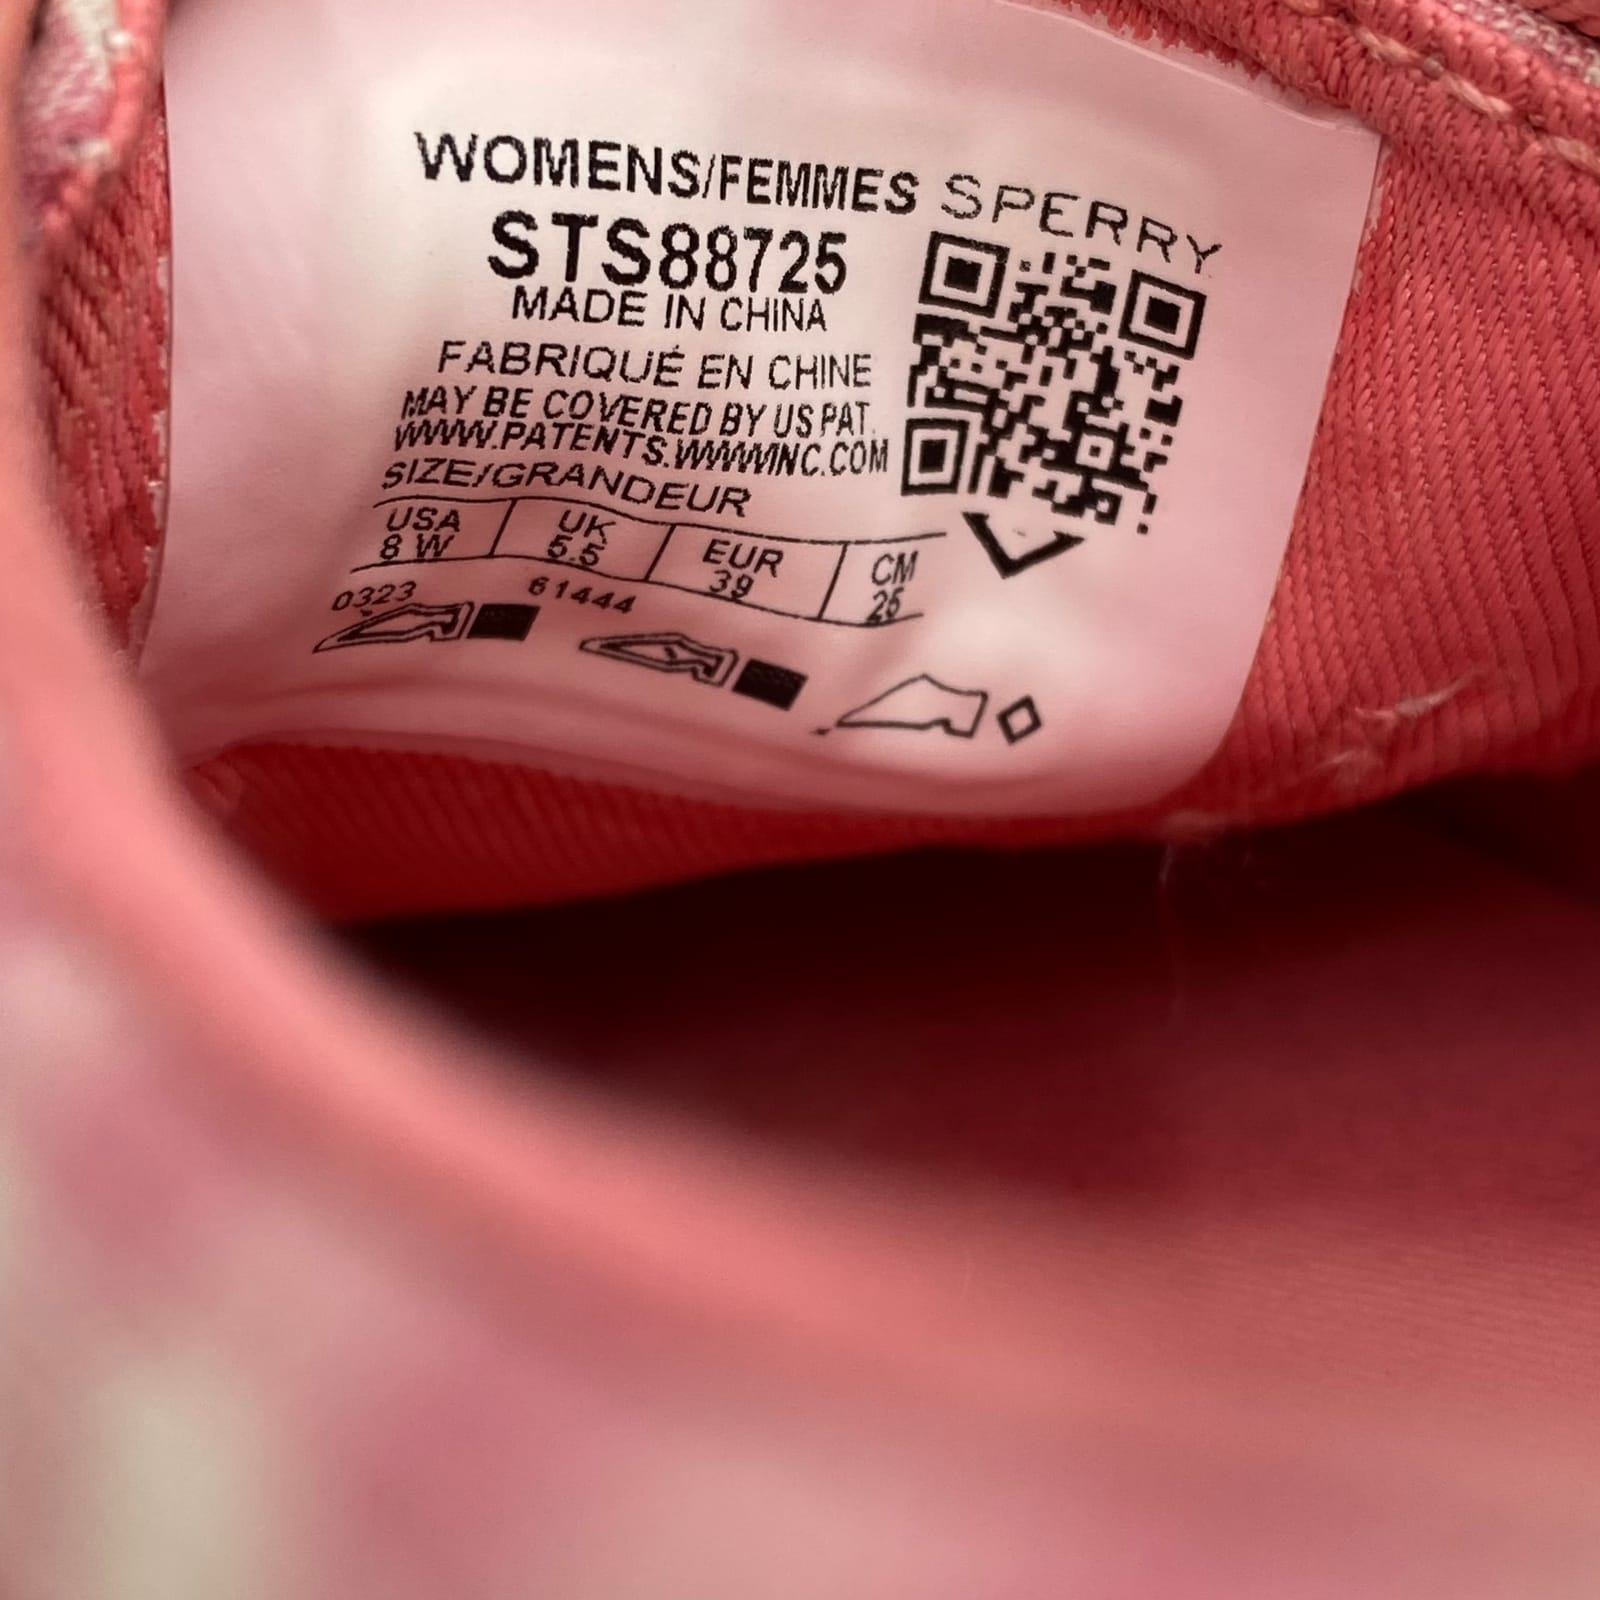 WOMENS/FEMMES SPERRY
STS88725
MADE IN CHINA
FABRIQUÉ EN CHINE
MAY BE COVERED BY US PAT.
WWW.PATENTS.WWWINC.COM
SIZE/GRANDEUR
USA UK EUR CM
8 W 5.5 39 25
0323 61444